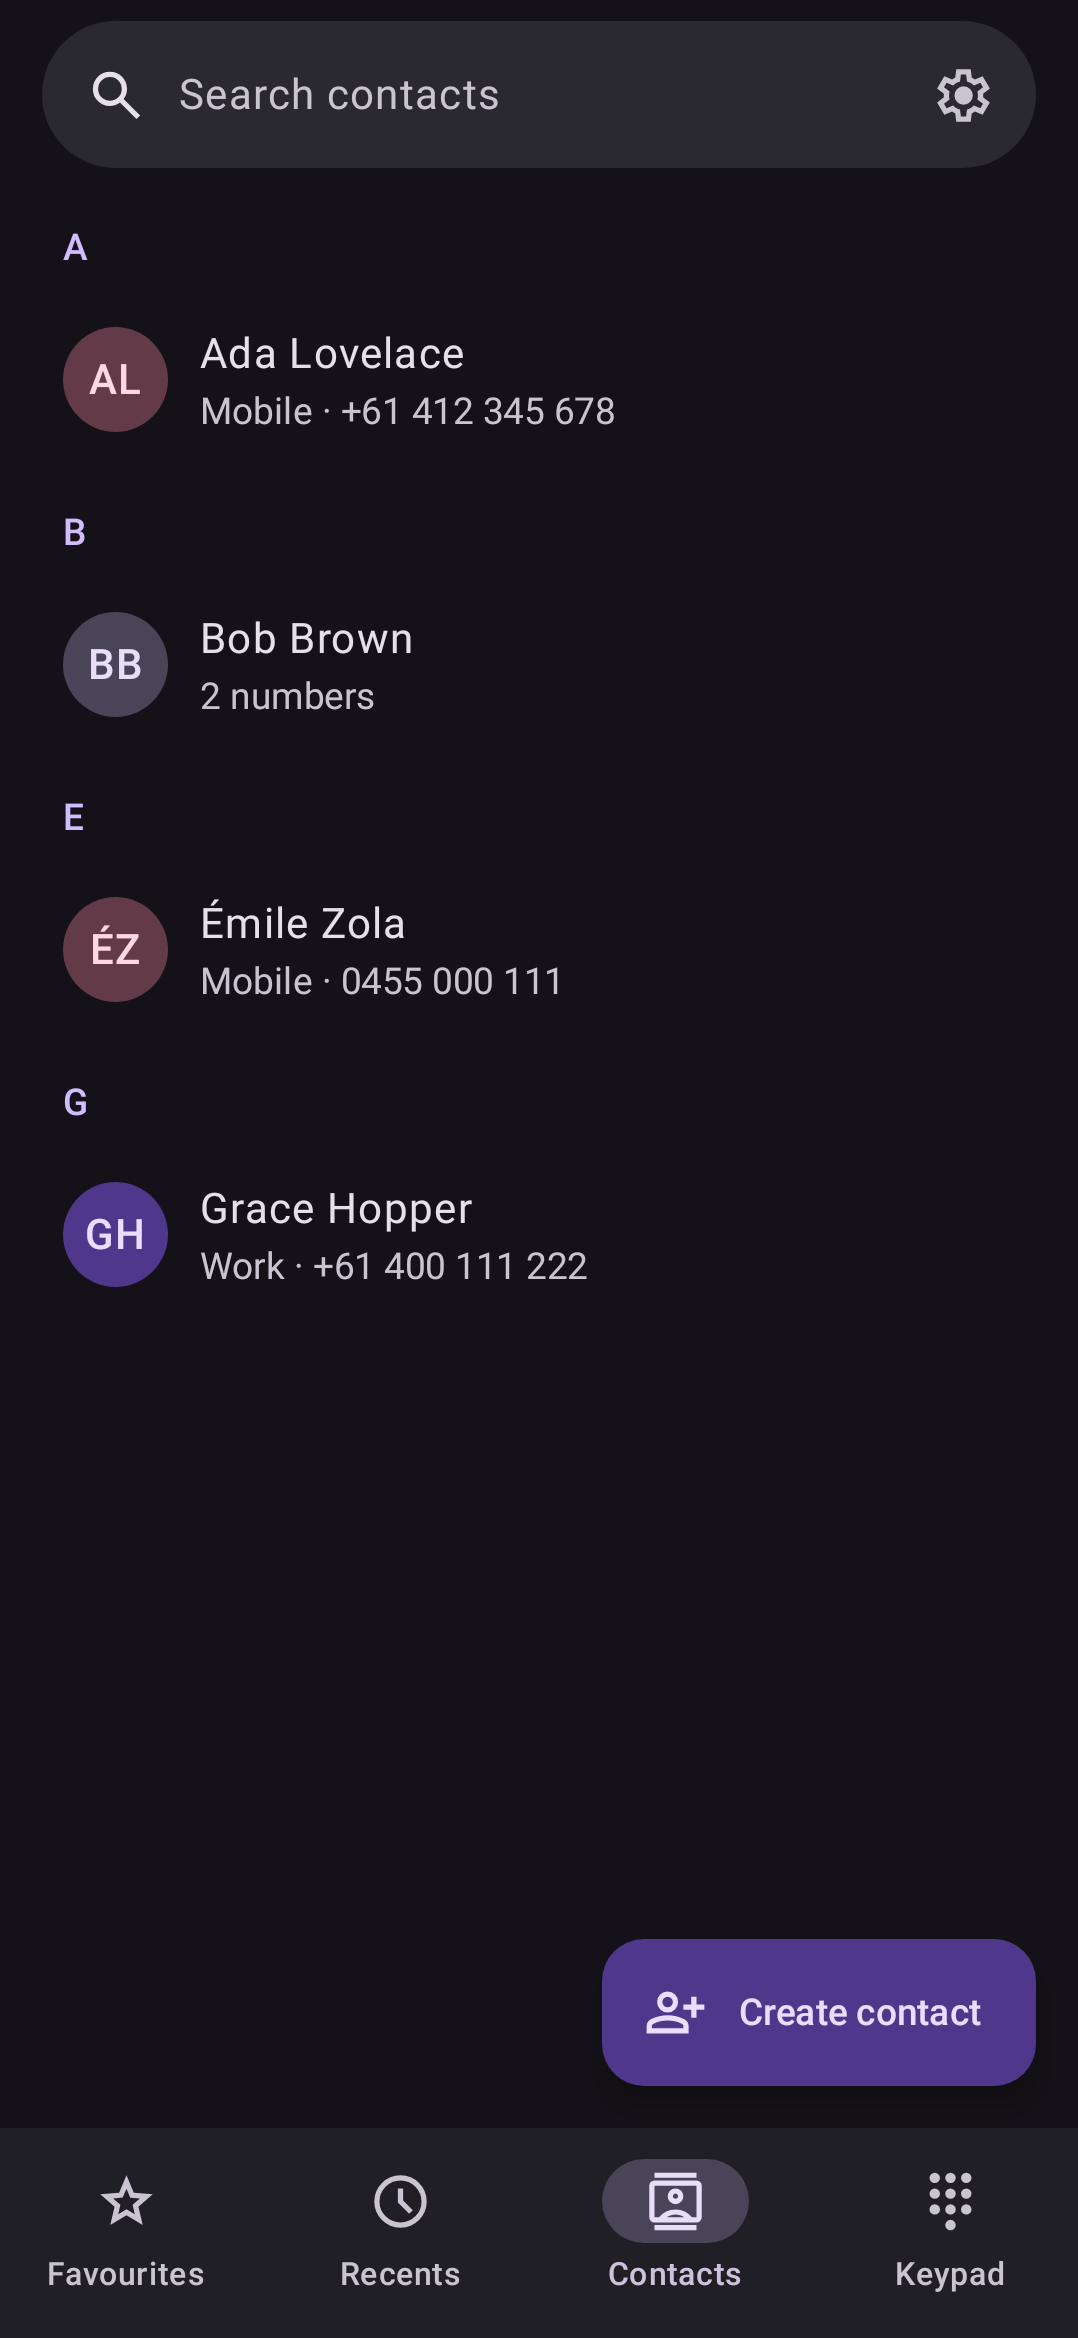 Search contacts
A
AL
Ada Lovelace
Mobile · +61 412 345 678
B
BB
Bob Brown
2 numbers
E
ÉZ
Émile Zola
Mobile · 0455 000 111
G
GH
Grace Hopper
Work · +61 400 111 222
Create contact
Favourites
Recents
Contacts
Keypad